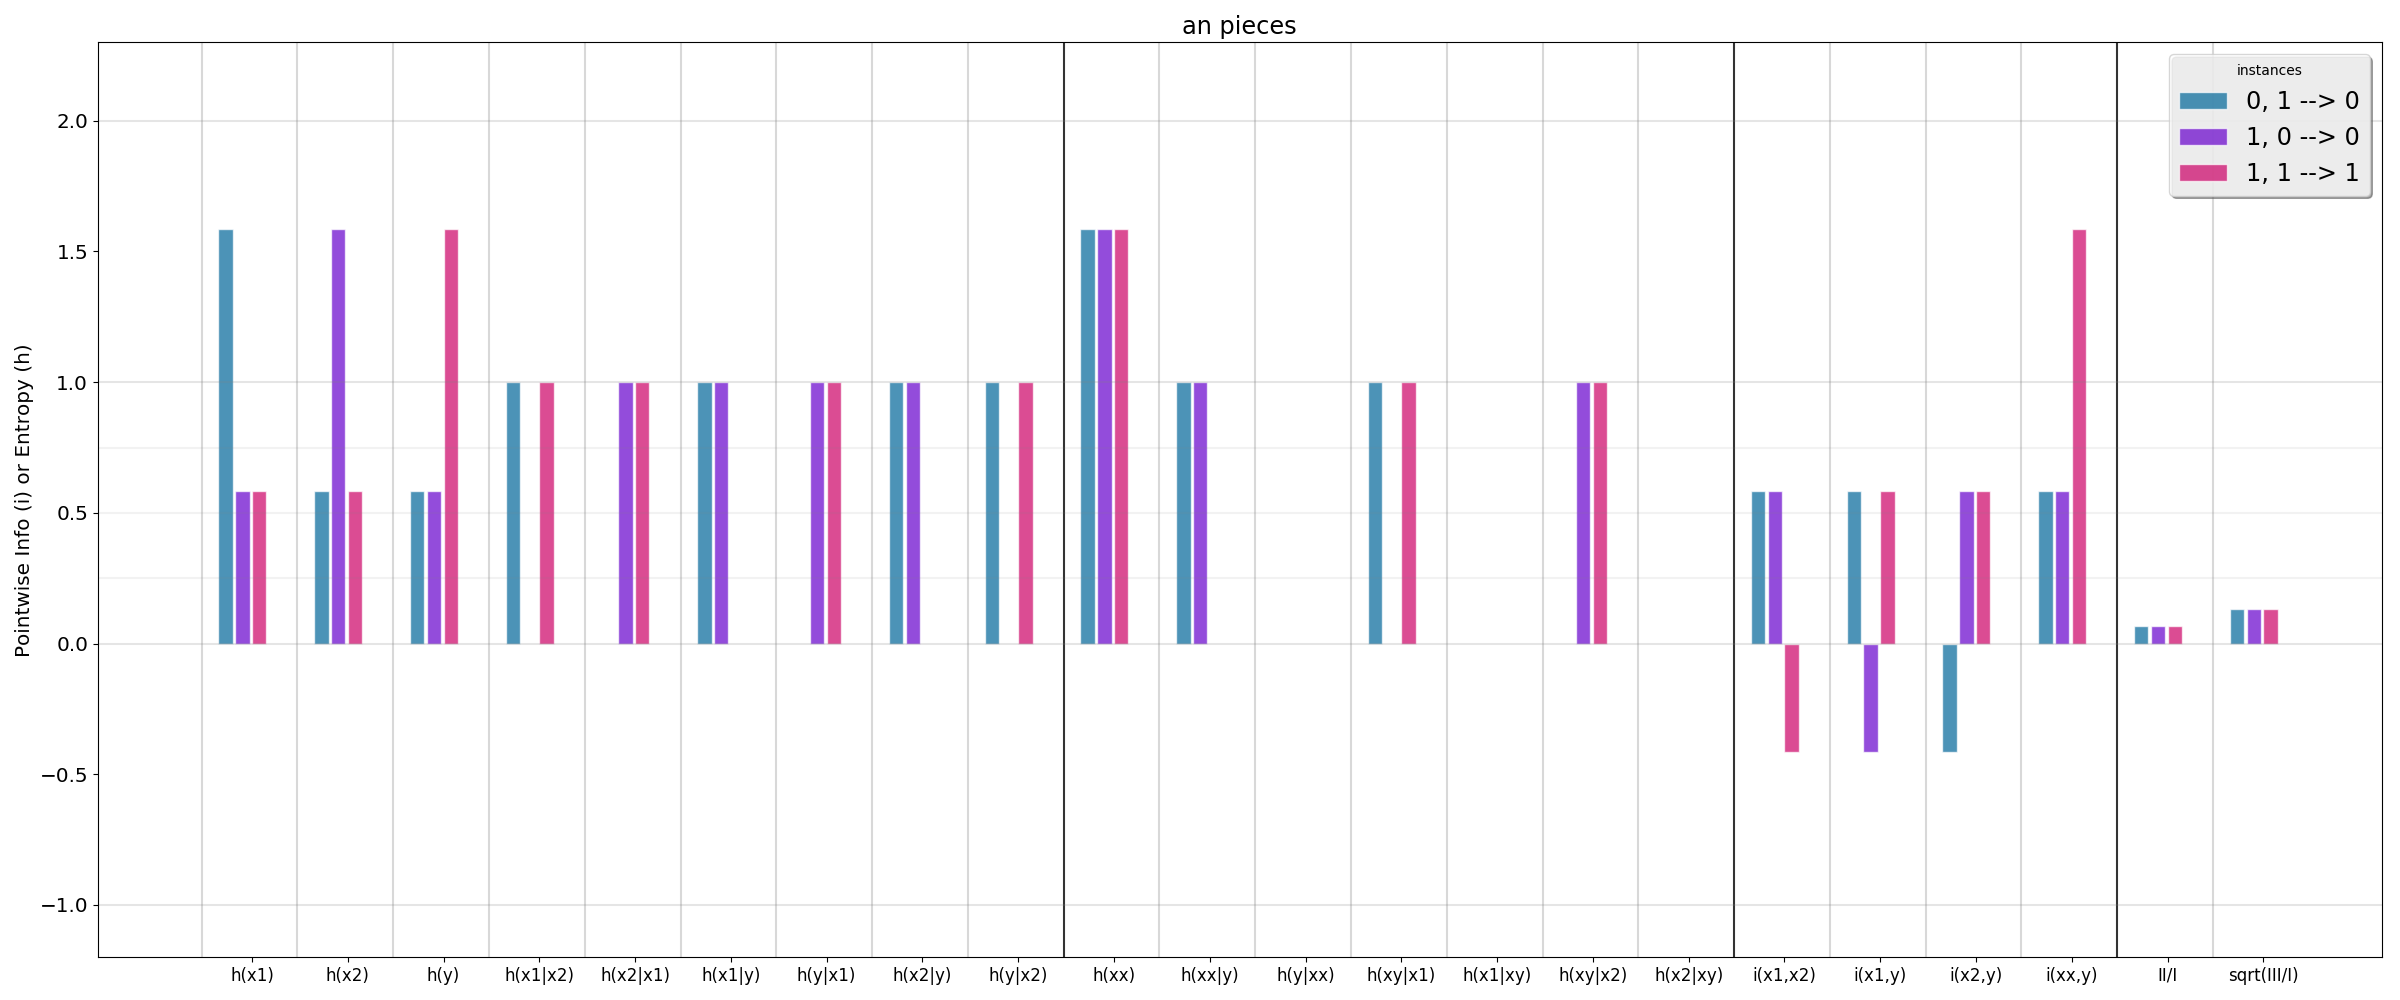 an pieces
instances
0, 1 --> 0
1, 0 --> 0
1, 1 --> 1
Pointwise Info (i) or Entropy (h)
2.0
1.5
1.0
0.5
0.0
−0.5
−1.0
h(x1) h(x2) h(y) h(x1|x2) h(x2|x1) h(x1|y) h(y|x1) h(x2|y) h(y|x2) h(xx) h(xx|y) h(y|xx) h(xy|x1) h(x1|xy) h(xy|x2) h(x2|xy) i(x1,x2) i(x1,y) i(x2,y) i(xx,y) II/I sqrt(III/I)